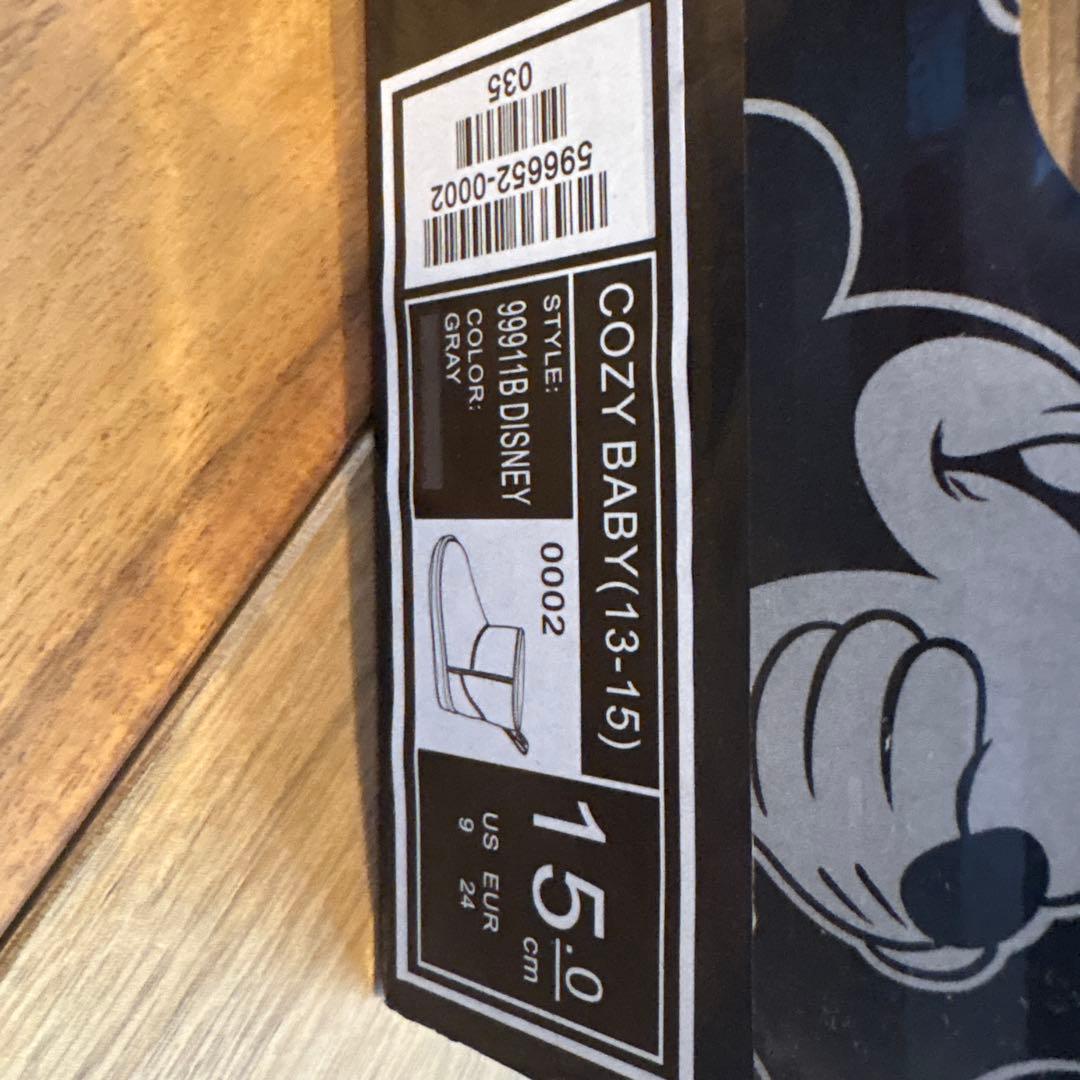 035
596652-0002
COZY BABY(13-15)
STYLE:
99911B DISNEY
COLOR:
GRAY
0002
15.0
cm
US EUR
9 24